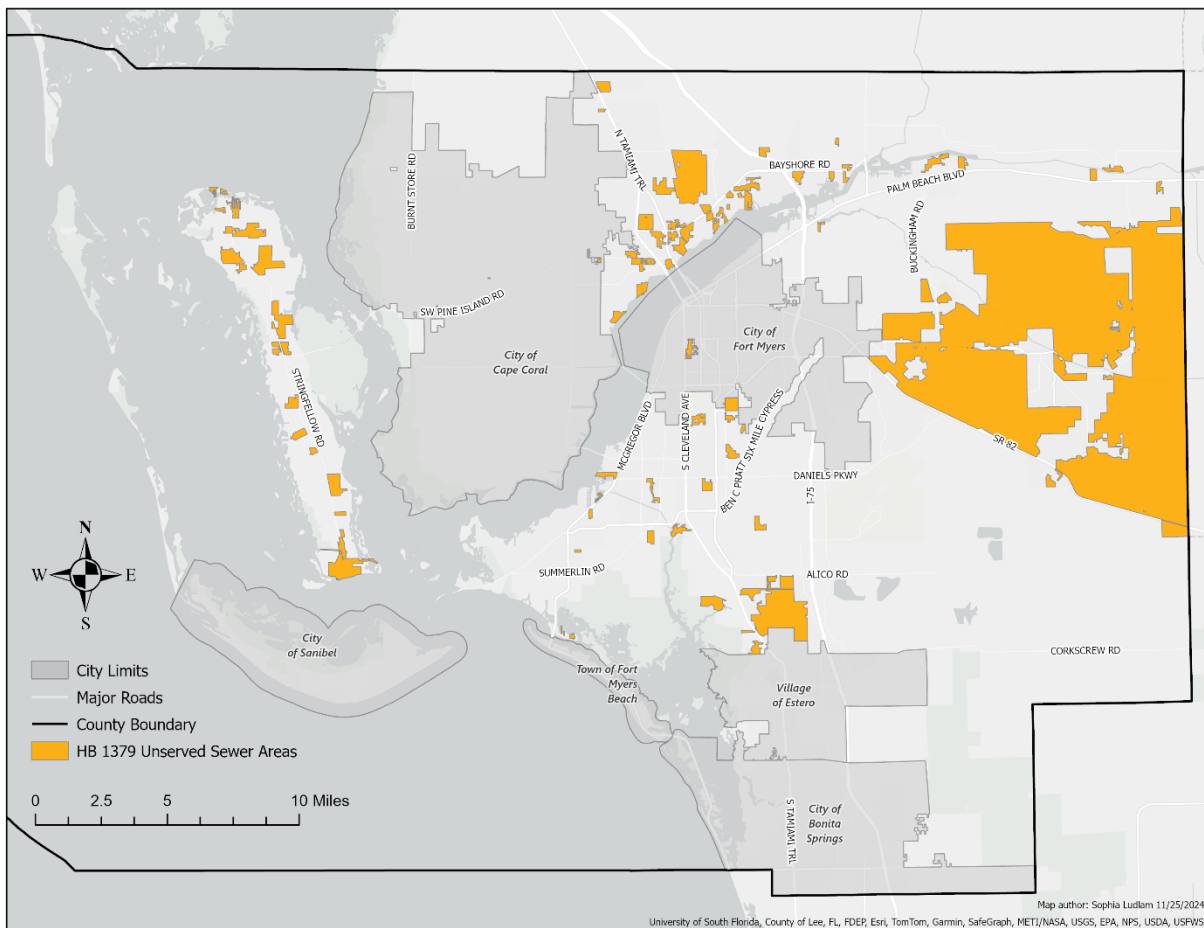 BURNT STORE RD
N TAMIAMI TRL
BAYSHORE RD
PALM BEACH BLVD
BUCKINGHAM RD
SW PINE ISLAND RD
City of
Cape Coral
City of
Fort Myers
STRINGFELLOW RD
MCGREGOR BLVD
S CLEVELAND AVE
BEN C PRATT SIX MILE CYPRESS
SR 82
DANIELS PKWY
I-75
N
W
E
S
SUMMERLIN RD
ALICO RD
City
of Sanibel
Town of Fort
Myers
Beach
CORKSCREW RD
Village
of Estero
City Limits
Major Roads
County Boundary
HB 1379 Unserved Sewer Areas
0 2.5 5 10 Miles
S TAMIAMI TRL
City of
Bonita
Springs
Map author: Sophia Ludlam 11/25/2024
University of South Florida, County of Lee, FL, FDEP, Esri, TomTom, Garmin, SafeGraph, METI/NASA, USGS, EPA, NPS, USDA, USFWS